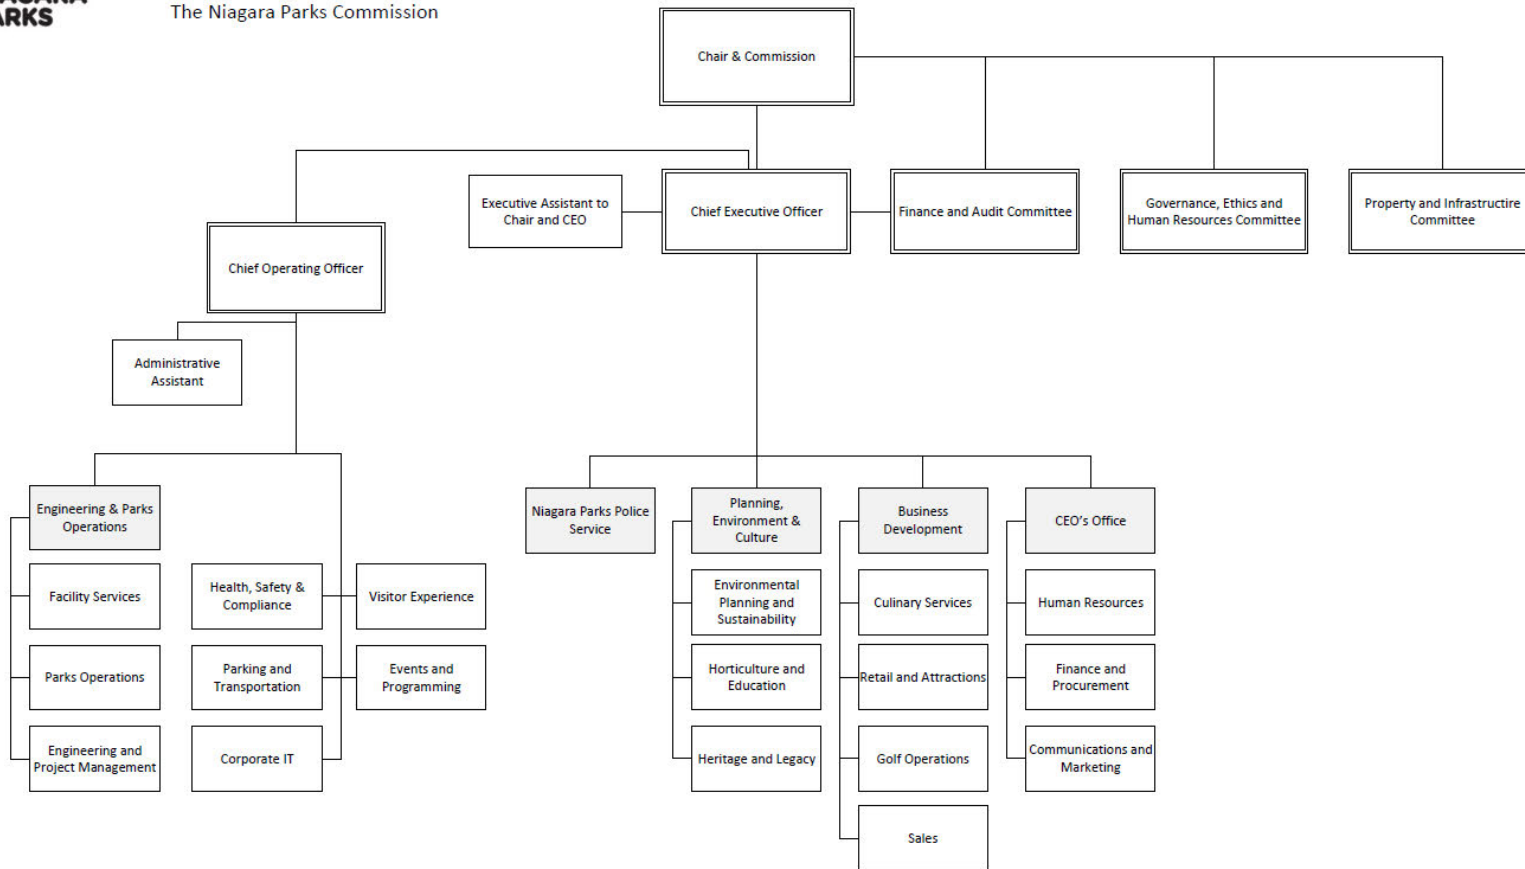 PARKS
The Niagara Parks Commission
Chair & Commission
Executive Assistant to
Chair and CEO
Chief Executive Officer
Finance and Audit Committee
Governance, Ethics and
Human Resources Committee
Property and Infrastructire
Committee
Chief Operating Officer
Administrative
Assistant
Engineering & Parks
Operations
Niagara Parks Police
Service
Planning,
Environment &
Culture
Business
Development
CEO's Office
Facility Services
Health, Safety &
Compliance
Visitor Experience
Environmental
Planning and
Sustainability
Culinary Services
Human Resources
Parks Operations
Parking and
Transportation
Events and
Programming
Horticulture and
Education
Retail and Attractions
Finance and
Procurement
Engineering and
Project Management
Corporate IT
Heritage and Legacy
Golf Operations
Communications and
Marketing
Sales